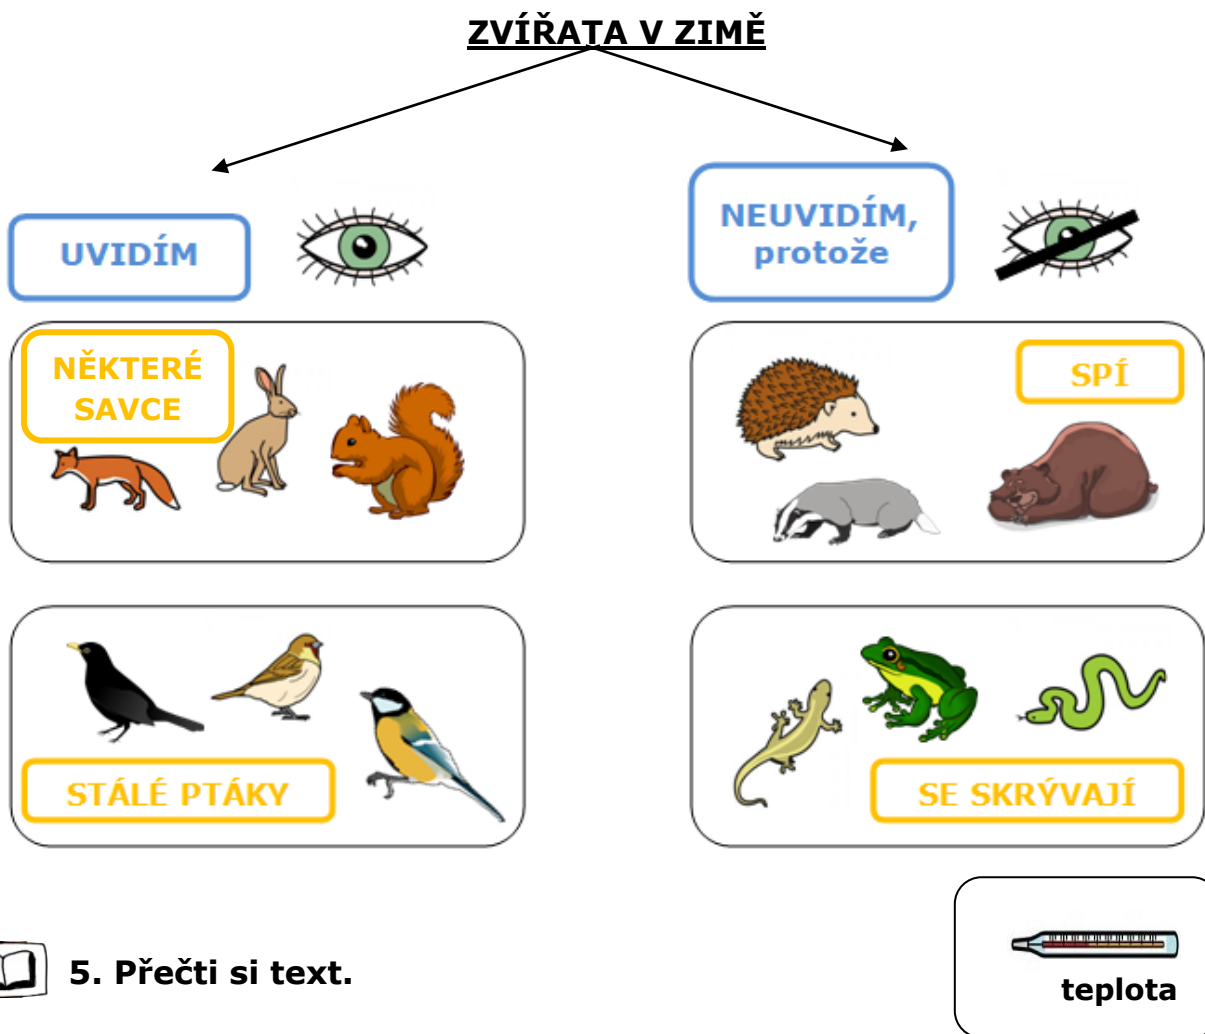 ZVÍŘATA V ZIMĚ
UVIDÍM
NEUVIDÍM,
protože
NĚKTERÉ
SAVCE
SPÍ
STÁLÉ PTÁKY
SE SKRÝVAJÍ
5. Přečti si text.
teplota